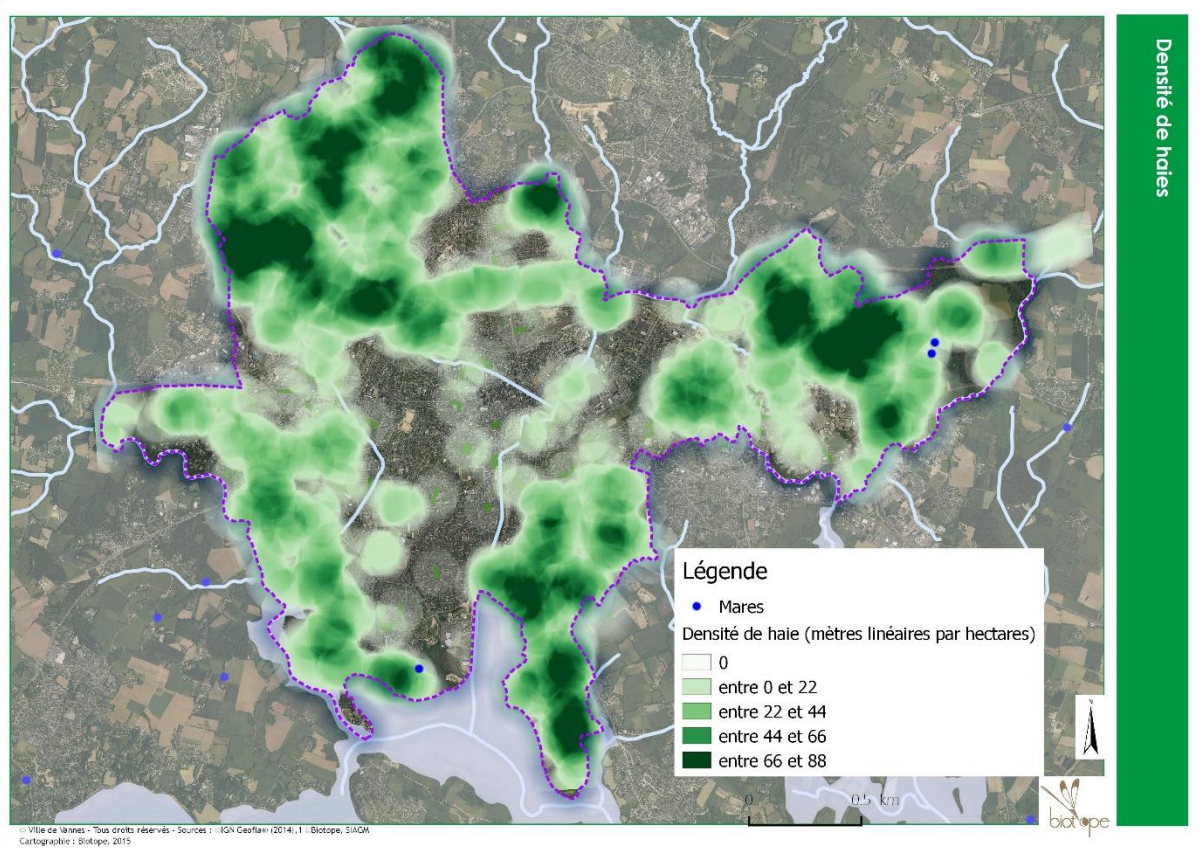 Densité de haies
Légende
Mares
Densité de haie (mètres linéaires par hectares)
0
entre 0 et 22
entre 22 et 44
entre 44 et 66
entre 66 et 88
0 0.5 km
biotope
© Ville de Vannes - Tous droits réservés - Sources : ©IGN Geofla® (2014),1 ©Biotope, SIAGM
Cartographie : Biotope, 2015